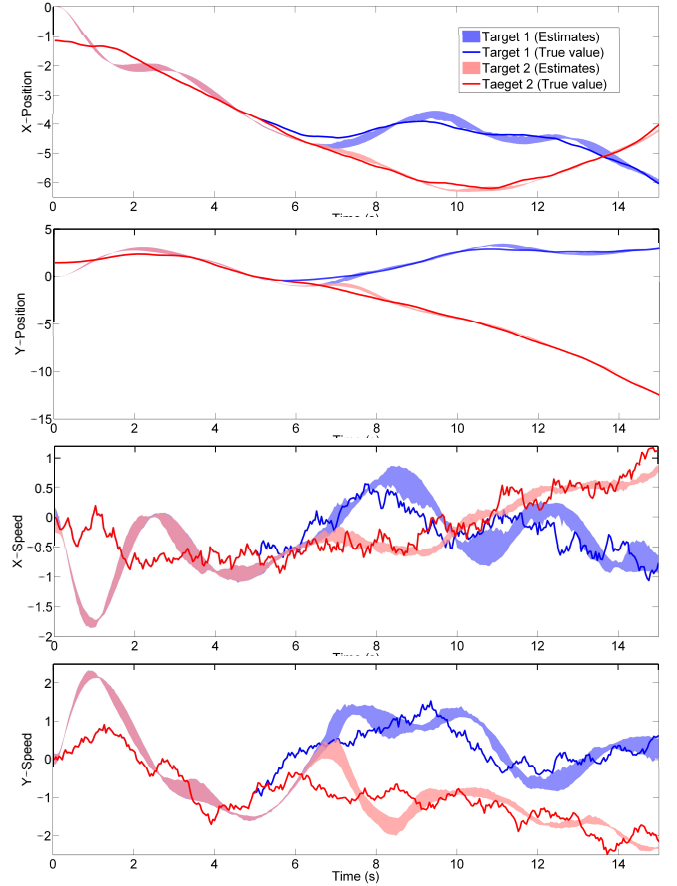 0
−1
−2
−3
−4
−5
−6
X−Position
Target 1 (Estimates)
Target 1 (True value)
Target 2 (Estimates)
Taeget 2 (True value)
0 2 4 6 8 10 12 14
Time (s)
5
0
−5
−10
−15
Y−Position
0 2 4 6 8 10 12 14
Time (s)
1
0.5
0
−0.5
−1
−1.5
−2
X−Speed
0 2 4 6 8 10 12 14
Time (s)
2
1
0
−1
−2
Y−Speed
0 2 4 6 8 10 12 14
Time (s)